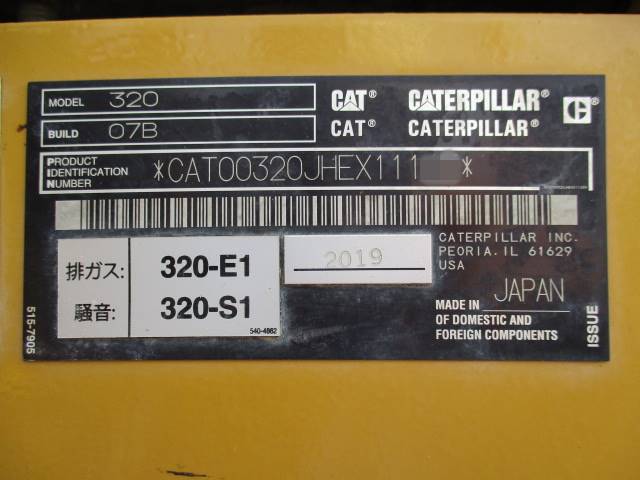 MODEL 320
CAT® CATERPILLAR®
BUILD 07B
CAT® CATERPILLAR®
PRODUCT
IDENTIFICATION
NUMBER
*CAT00320JHEX111 *
CATERPILLAR INC.
PEORIA, IL 61629
USA
排ガス: 320-E1
騒音: 320-S1
540-4862
2019
MADE IN JAPAN
OF DOMESTIC AND
FOREIGN COMPONENTS
ISSUE
515-7905